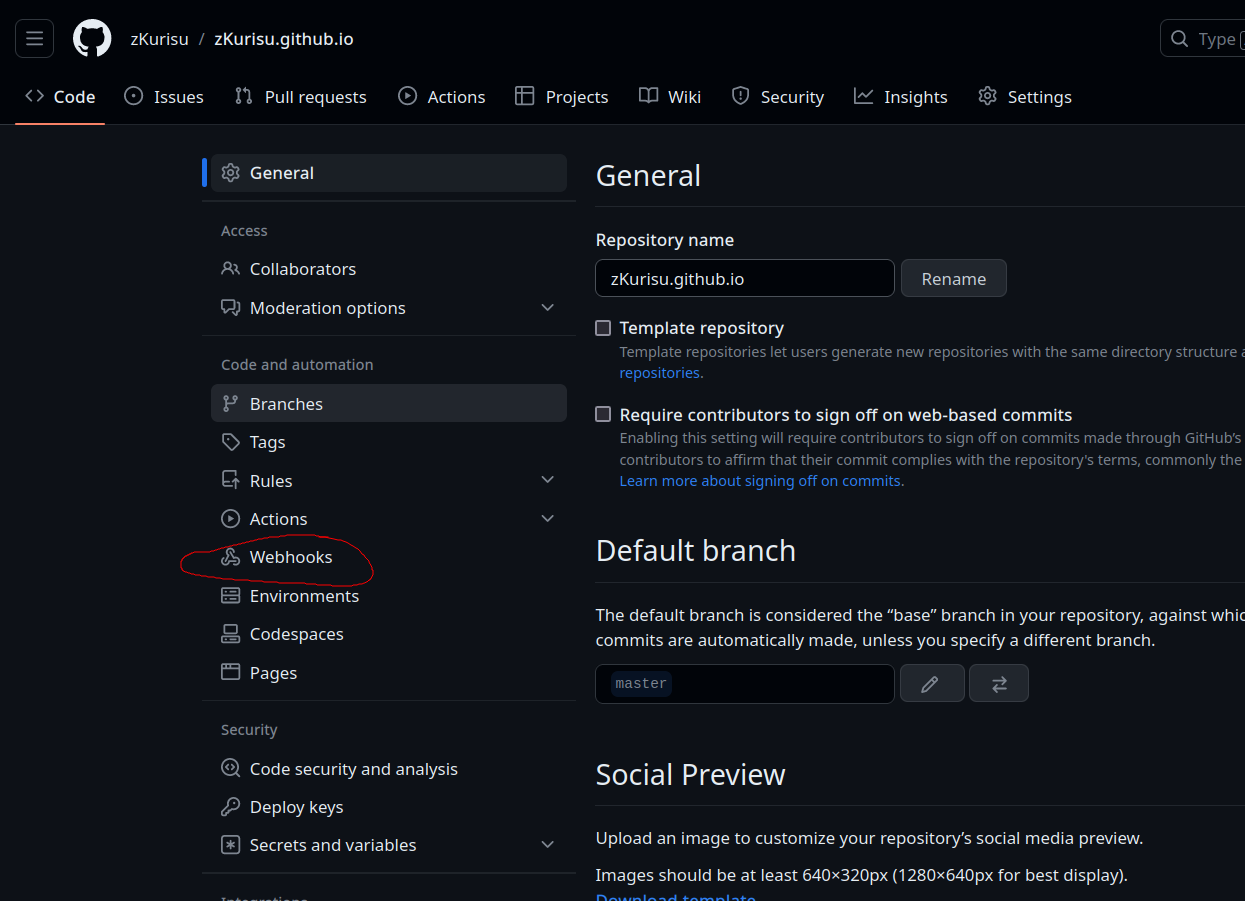 zKurisu / zKurisu.github.io
Type
Code Issues Pull requests Actions Projects Wiki Security Insights Settings
General
Access
Collaborators
Moderation options
Code and automation
Branches
Tags
Rules
Actions
Webhooks
Environments
Codespaces
Pages
Security
Code security and analysis
Deploy keys
Secrets and variables
Integrations
General
Repository name
zKurisu.github.io Rename
Template repository
Template repositories let users generate new repositories with the same directory structure
repositories.
Require contributors to sign off on web-based commits
Enabling this setting will require contributors to sign off on commits made through GitHub’s
contributors to affirm that their commit complies with the repository's terms, commonly the
Learn more about signing off on commits.
Default branch
The default branch is considered the “base” branch in your repository, against
commits are automatically made, unless you specify a different branch.
master
Social Preview
Upload an image to customize your repository’s social media preview.
Images should be at least 640×320px (1280×640px for best display).
Download template